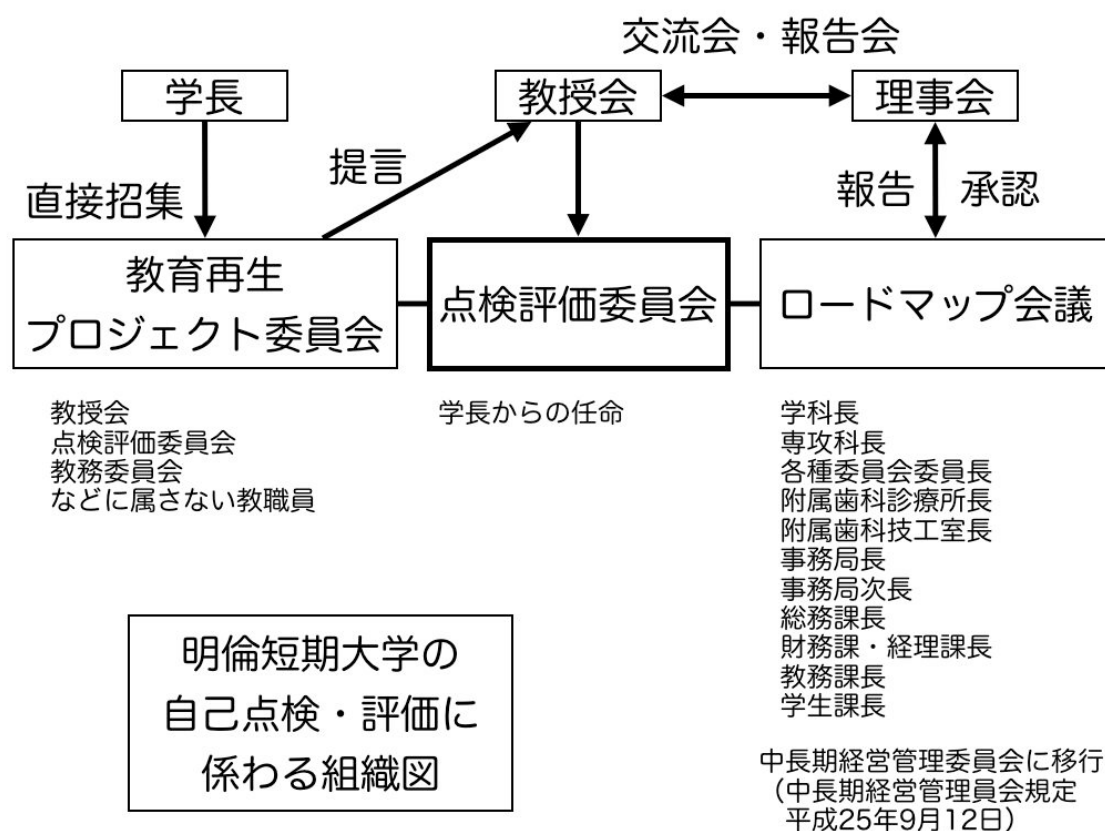 交流会・報告会
学長
教授会
理事会
直接招集
提言
報告
承認
教育再生
プロジェクト委員会
点検評価委員会
ロードマップ会議
教授会
点検評価委員会
教務委員会
などに属さない教職員
学長からの任命
学科長
専攻科長
各種委員会委員長
附属歯科診療所長
附属歯科技工室長
事務局長
事務局次長
総務課長
財務課・経理課長
教務課長
学生課長
中長期経営管理委員会に移行
（中長期経営管理員会規定
平成25年9月12日）
明倫短期大学の
自己点検・評価に
係わる組織図